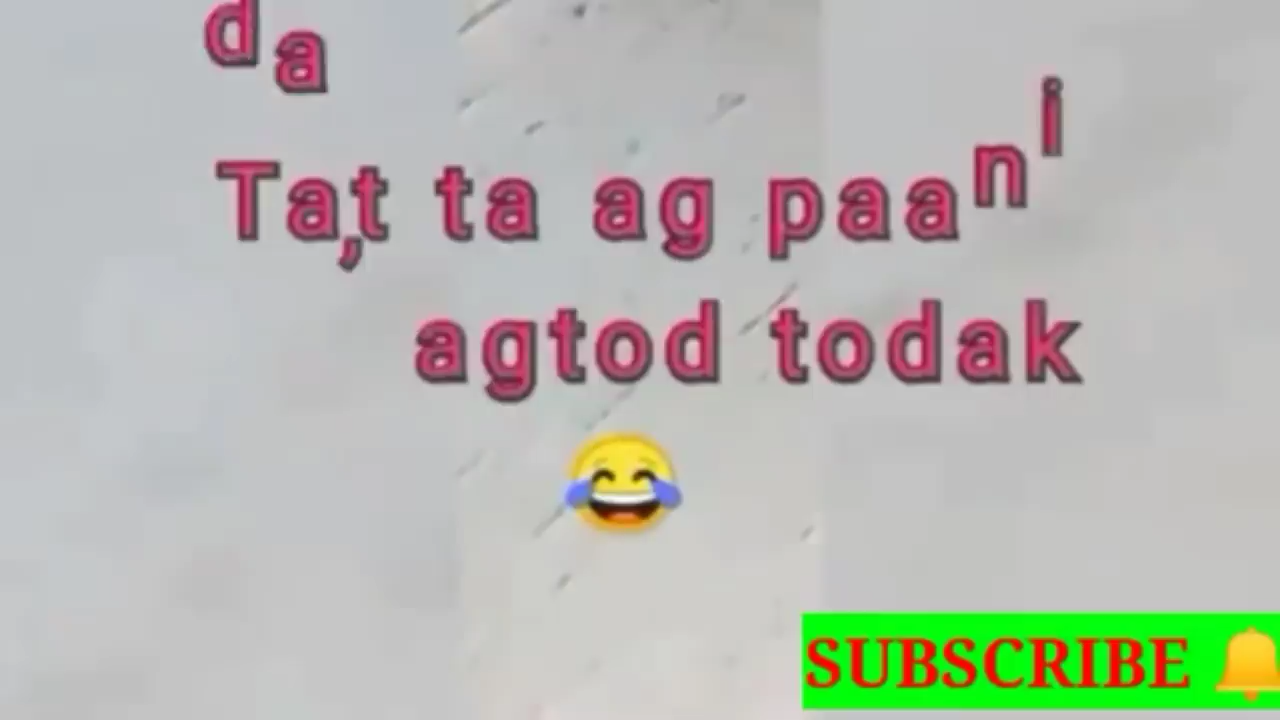 da
Tat, ta ag paani
agtod todak
😂
SUBSCRIBE 🔔